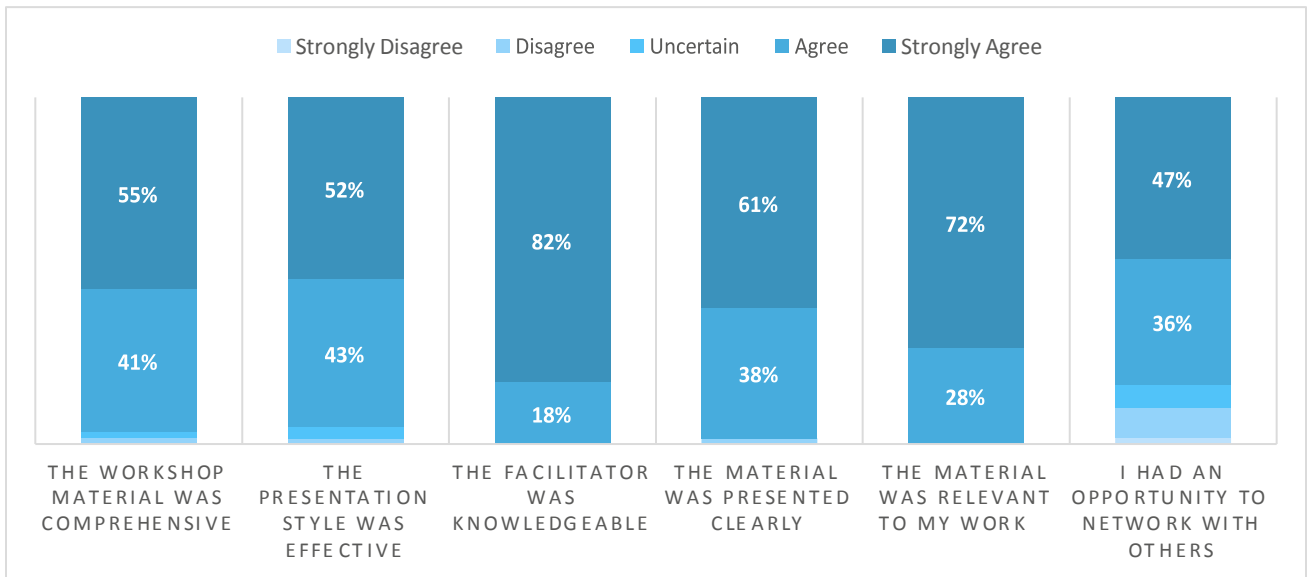 Strongly Disagree Disagree Uncertain Agree Strongly Agree
55% 52% 82% 61% 72% 47%
41% 43% 18% 38% 28% 36%
THE WORKSHOP
MATERIAL WAS
COMPREHENSIVE
THE
PRESENTATION
STYLE WAS
EFFECTIVE
THE FACILITATOR
WAS
KNOWLEDGEABLE
THE MATERIAL
WAS PRESENTED
CLEARLY
THE MATERIAL
WAS RELEVANT
TO MY WORK
I HAD AN
OPPORTUNITY TO
NETWORK WITH
OTHERS